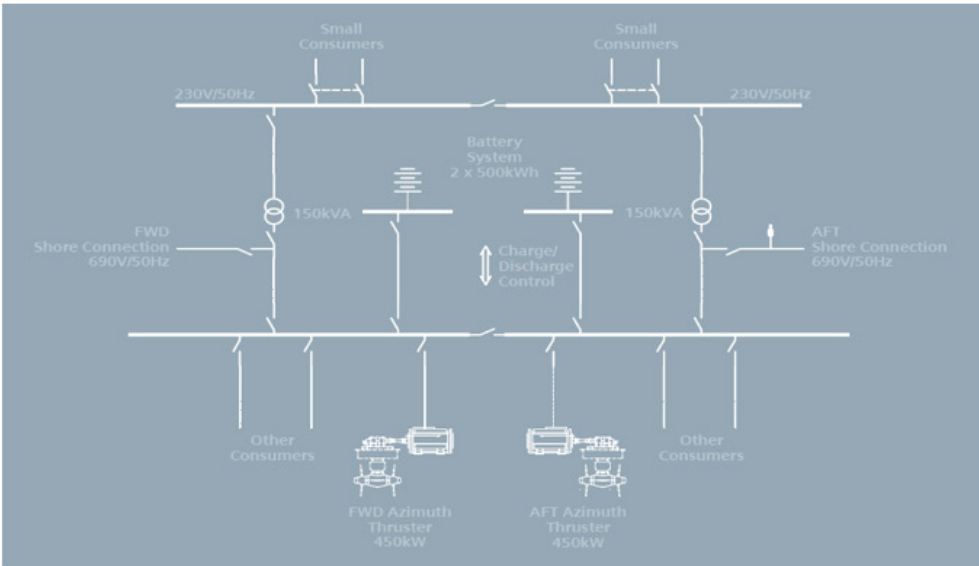 Small
Consumers
Small
Consumers
230V/50Hz
230V/50Hz
Battery
System
2 x 500kWh
150kVA
150kVA
FWD
Shore Connection
690V/50Hz
AFT
Shore Connection
690V/50Hz
Charge/
Discharge
Control
Other
Consumers
Other
Consumers
FWD Azimuth
Thruster
450kW
AFT Azimuth
Thruster
450kW